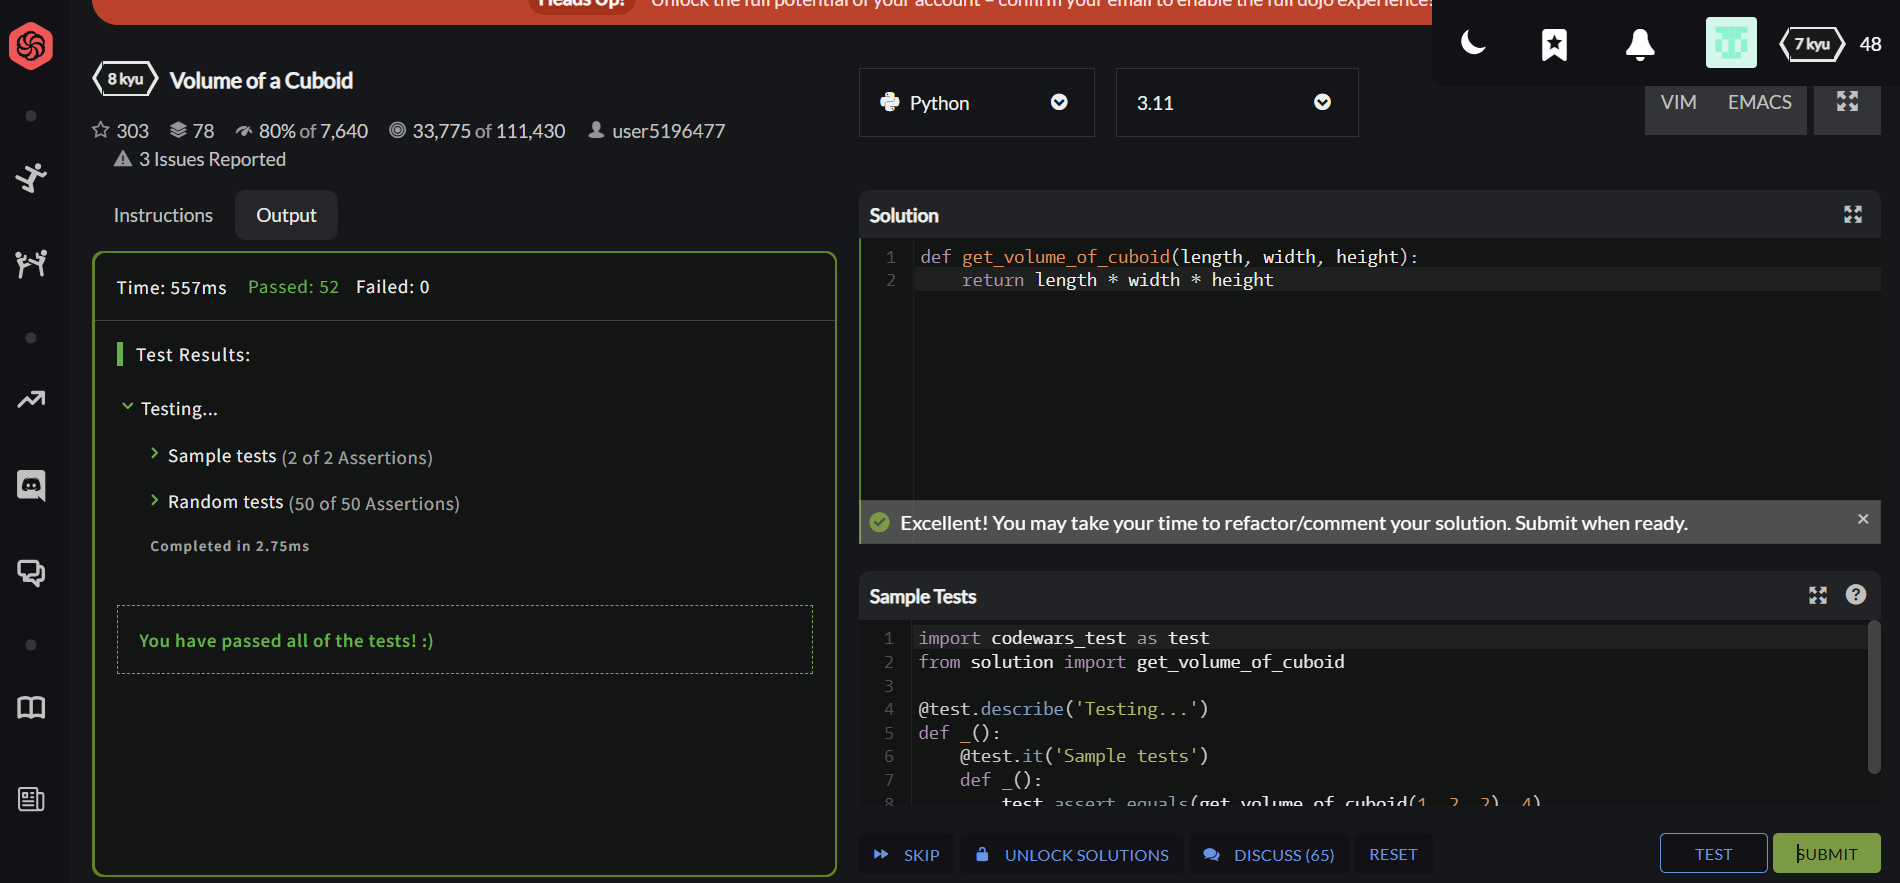 Heads Up! Unlock the full potential of your account – confirm your email to enable the full dojo experience!
7 kyu 48
8 kyu Volume of a Cuboid
303 78 80% of 7,640 33,775 of 111,430 user5196477
3 Issues Reported
Python 3.11 VIM EMACS
Instructions Output
Time: 557ms Passed: 52 Failed: 0
Test Results:
Testing...
Sample tests (2 of 2 Assertions)
Random tests (50 of 50 Assertions)
Completed in 2.75ms
You have passed all of the tests! :)
Solution
1 def get_volume_of_cuboid(length, width, height):
2 return length * width * height
Excellent! You may take your time to refactor/comment your solution. Submit when ready.
Sample Tests
1 import codewars_test as test
2 from solution import get_volume_of_cuboid
3
4 @test.describe('Testing...')
5 def _():
6 @test.it('Sample tests')
7 def _():
8 test.assert_equals(get_volume_of_cuboid(1, 2, 2), 4)
SKIP UNLOCK SOLUTIONS DISCUSS (65) RESET TEST SUBMIT